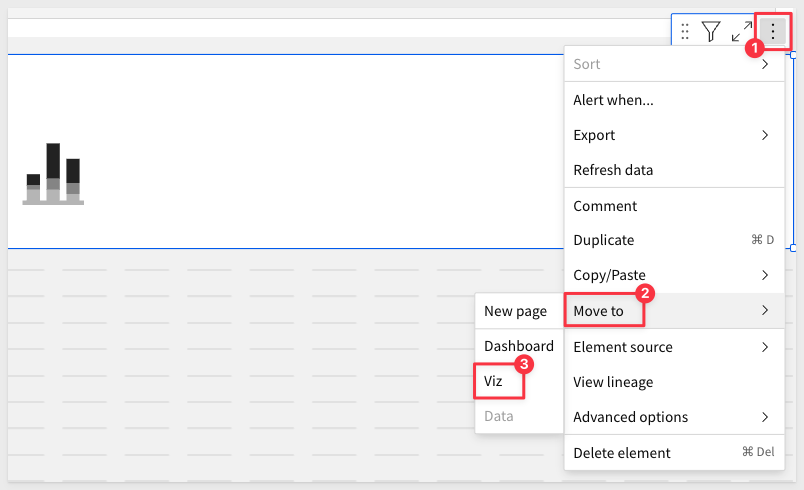 1
Sort
Alert when...
Export
Refresh data
Comment
Duplicate ⌘ D
Copy/Paste
2
Move to
Element source
View lineage
Advanced options
Delete element ⌘ Del
New page
Dashboard
3
Viz
Data